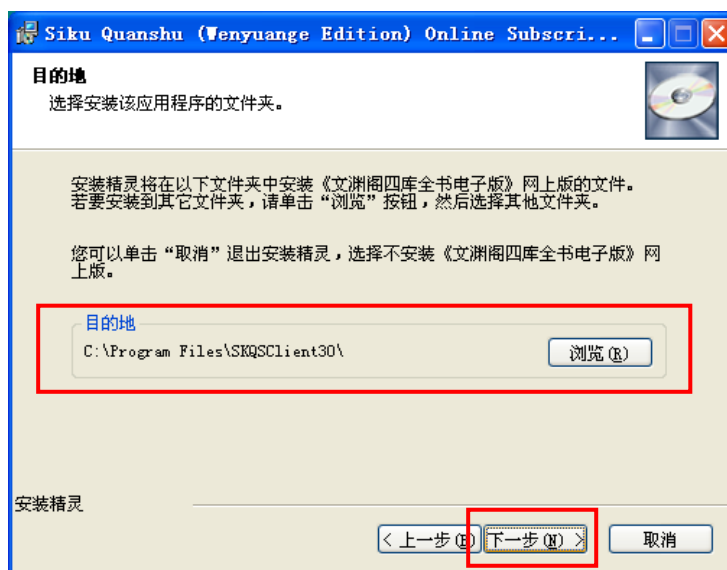 Siku Quanshu (Wenyuange Edition) Online Subscri...
目的地
选择安装该应用程序的文件夹。
安装精灵将在以下文件夹中安装《文渊阁四库全书电子版》网上版的文件。
若要安装到其它文件夹，请单击“浏览”按钮，然后选择其他文件夹。
您可以单击“取消”退出安装精灵，选择不安装《文渊阁四库全书电子版》网
上版。
目的地
C:\Program Files\SKQSClient30\
浏览(R)
安装精灵
< 上一步(B)
下一步(N) >
取消